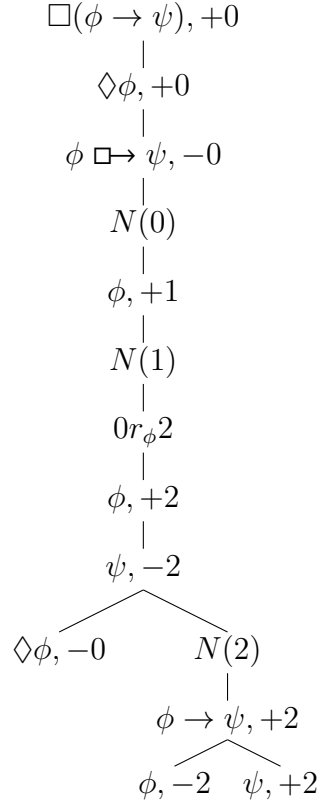 □(ϕ → ψ), +0
◊ϕ, +0
ϕ □→ ψ, −0
N(0)
ϕ, +1
N(1)
0r_ϕ2
ϕ, +2
ψ, −2
◊ϕ, −0 N(2)
ϕ → ψ, +2
ϕ, −2 ψ, +2